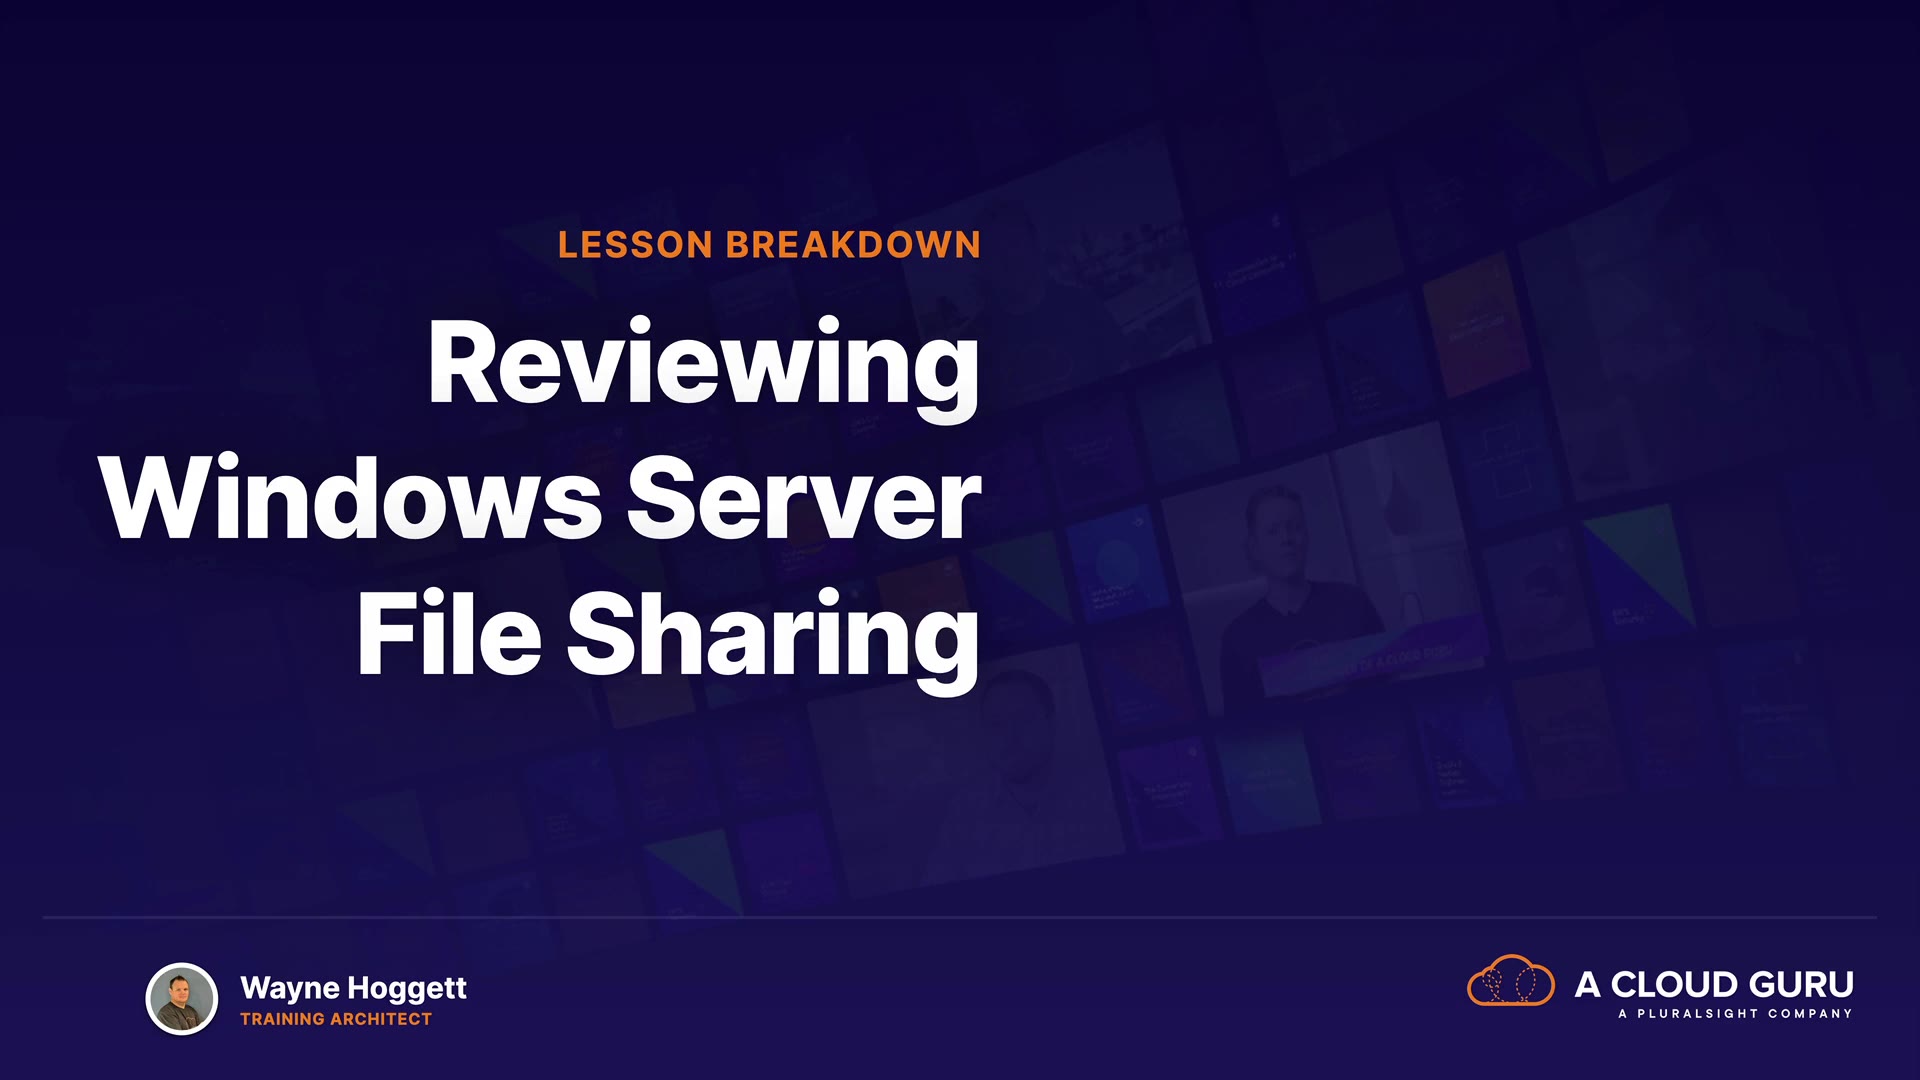 LESSON BREAKDOWN
Reviewing
Windows Server
File Sharing
Wayne Hoggett
TRAINING ARCHITECT
A CLOUD GURU
A PLURALSIGHT COMPANY